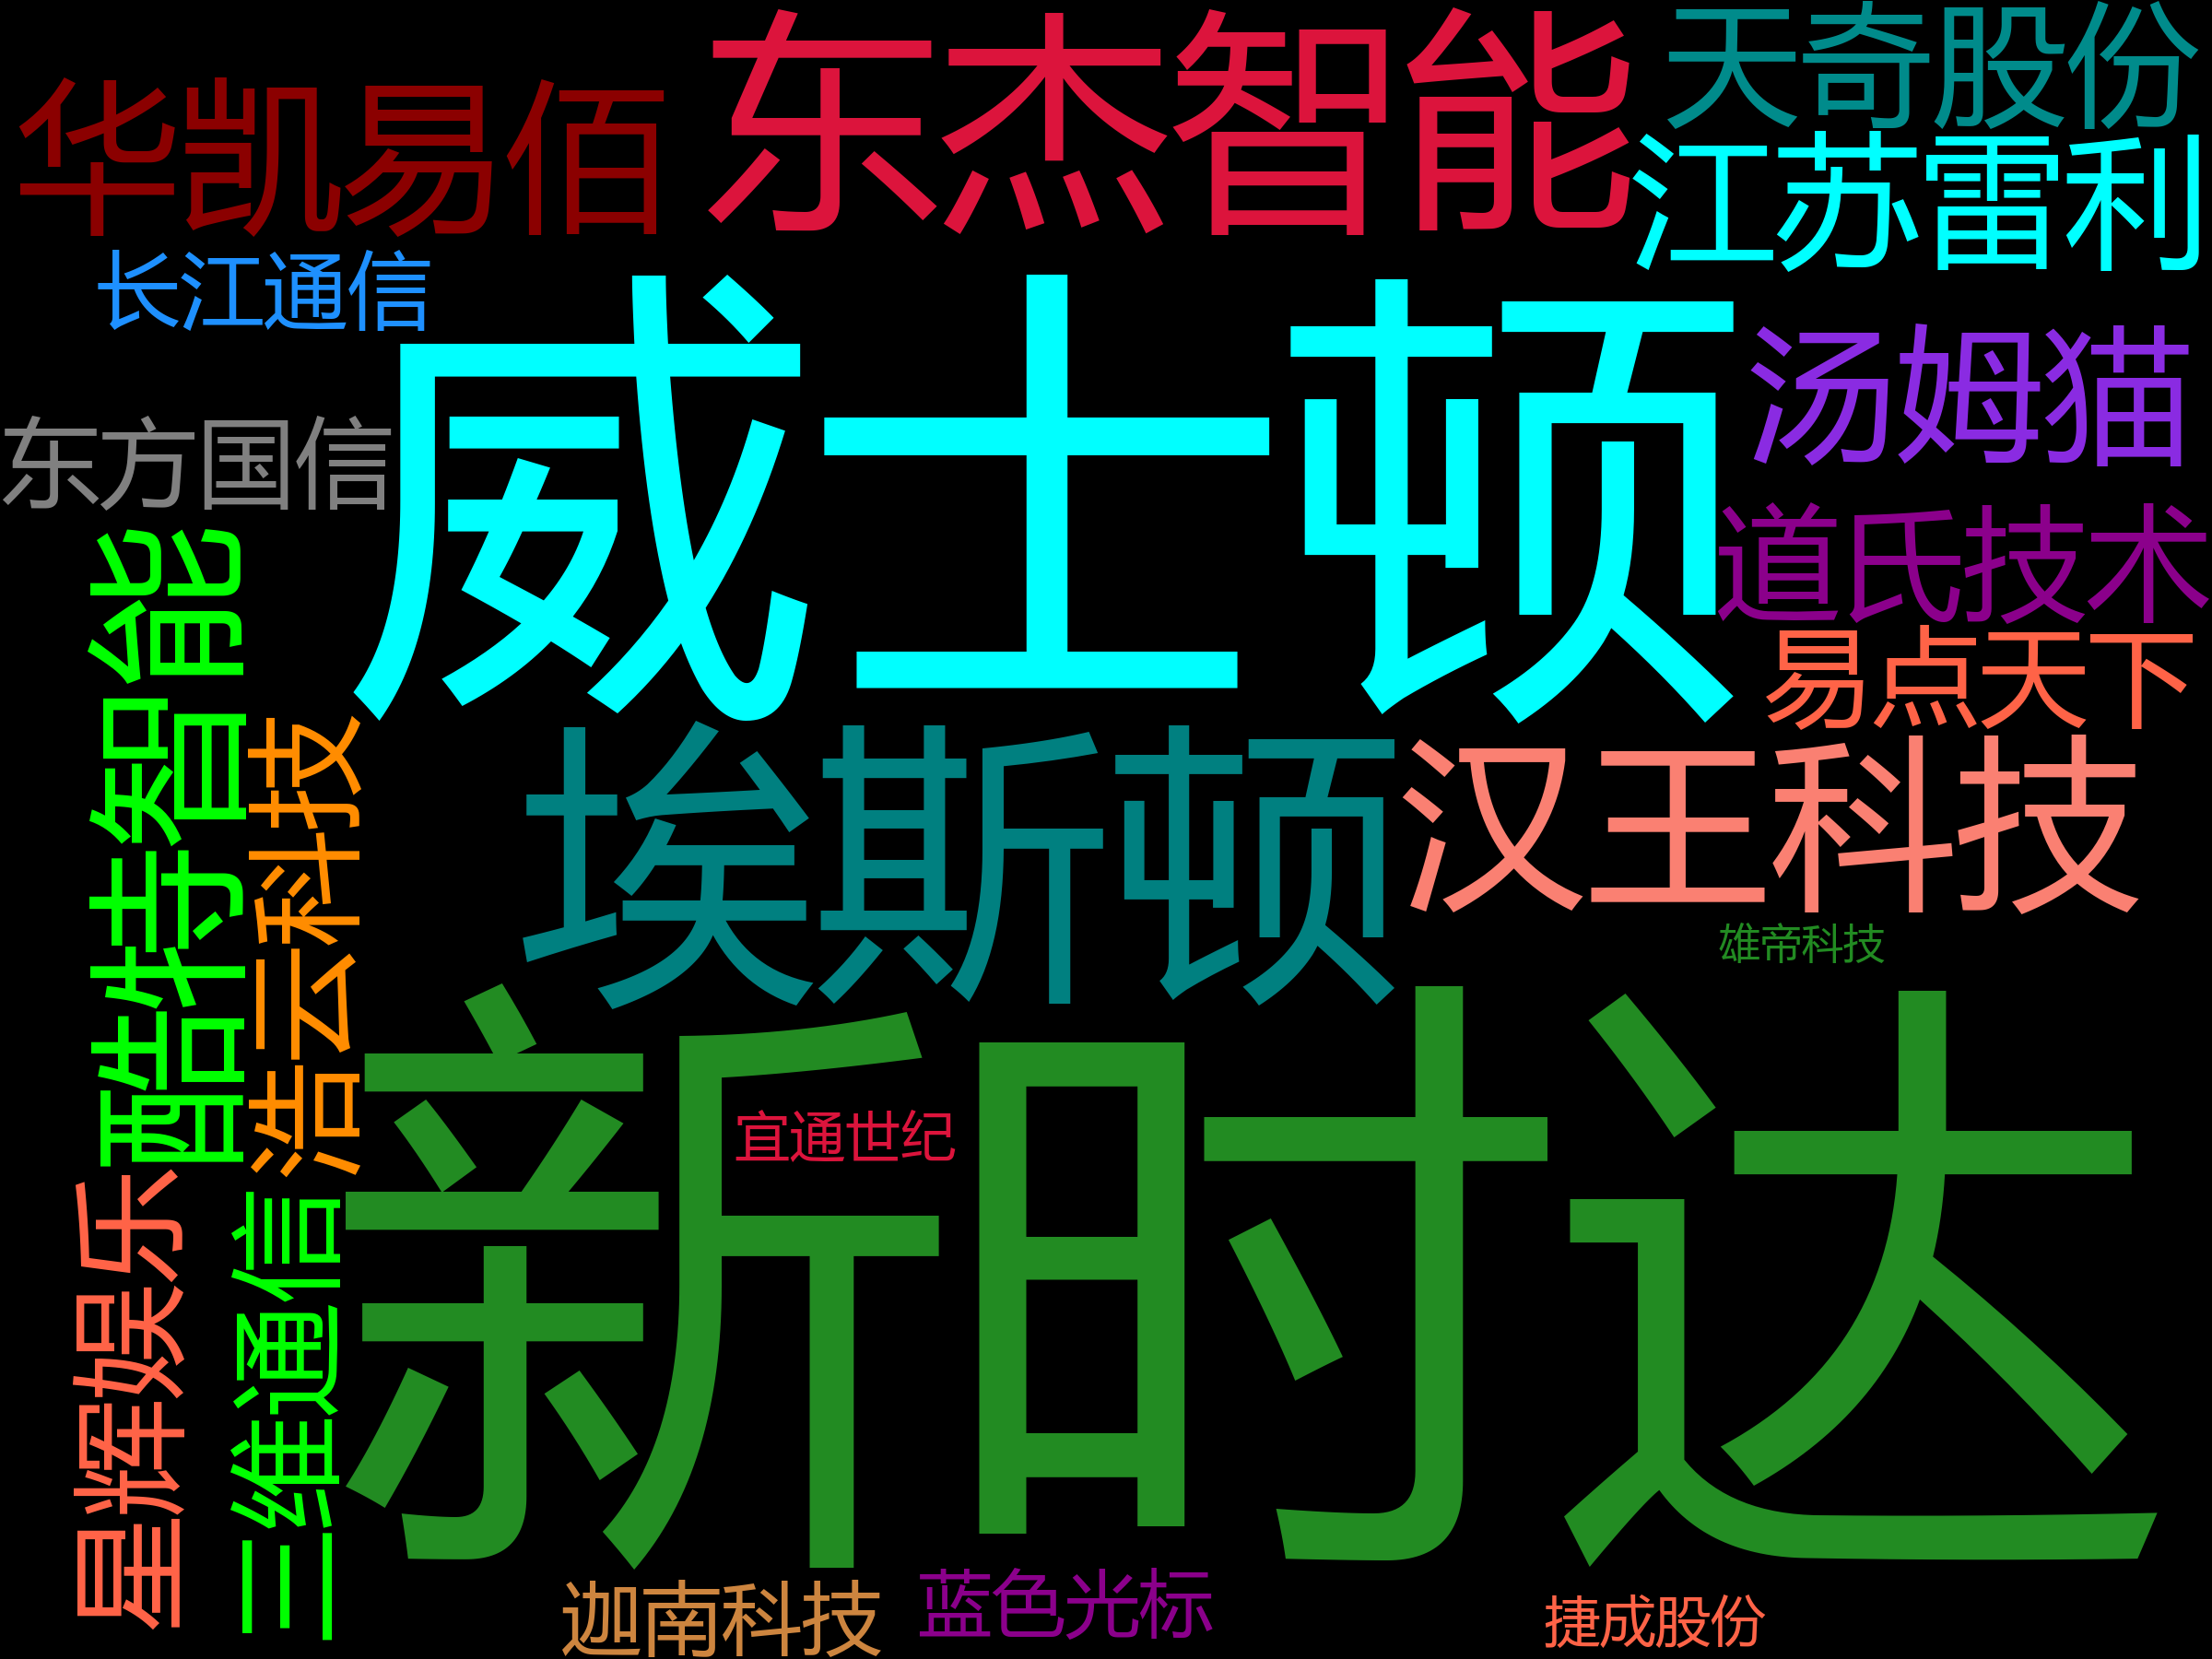 华凯易佰
东杰智能
天奇股份
江苏雷利
长江通信
威士顿
汤姆猫
东方国信
道氏技术
易点天下
酷特智能
浩云科技
埃斯顿
汉王科技
雄帝科技
新时达
宜通世纪
星辉娱乐
三维通信
迦南科技
蓝色光标
捷成股份